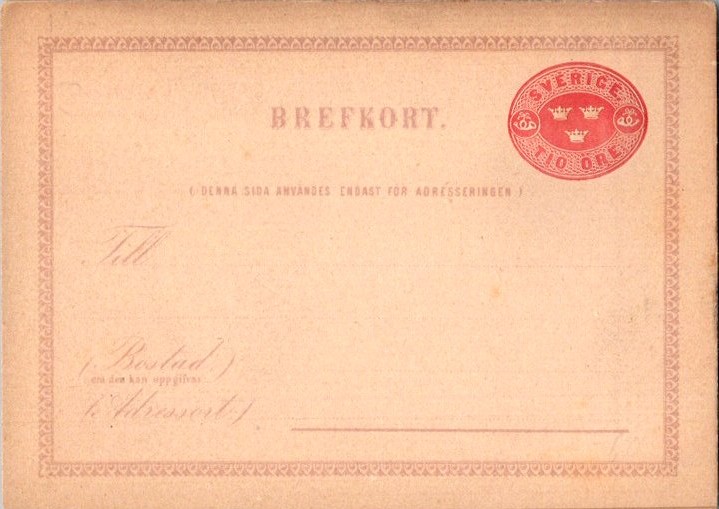 SVERIGE
TIO ÖRE
BREFKORT.
( DENNA SIDA ANVÄNDES ENDAST FÖR ADRESSERINGEN )
Till
( Bostad )
om den kan uppgifvas
( Adressort )